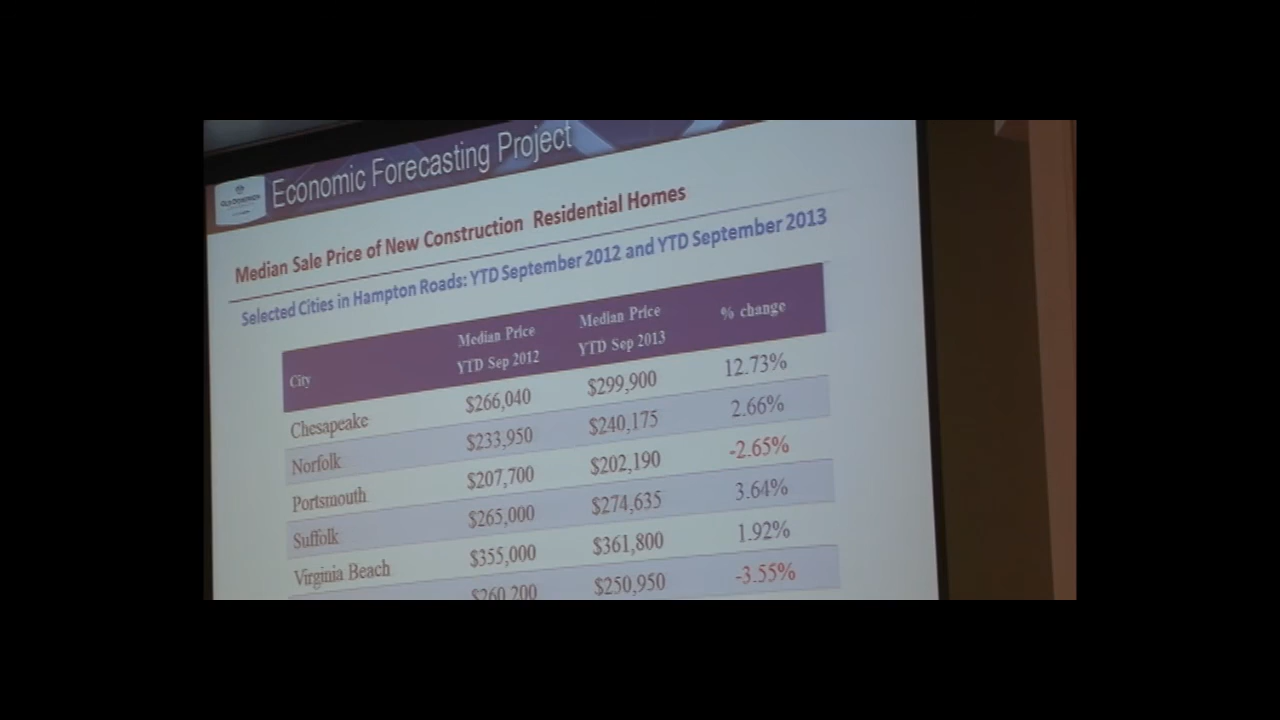 Economic Forecasting Project
OLD DOMINION
Median Sale Price of New Construction Residential Homes
Selected Cities in Hampton Roads: YTD September 2012 and YTD September 2013
City Median Price YTD Sep 2012 Median Price YTD Sep 2013 % change
Chesapeake $266,040 $299,900 12.73%
Norfolk $233,950 $240,175 2.66%
Portsmouth $207,700 $202,190 -2.65%
Suffolk $265,000 $274,635 3.64%
Virginia Beach $355,000 $361,800 1.92%
$260,200 $250,950 -3.55%